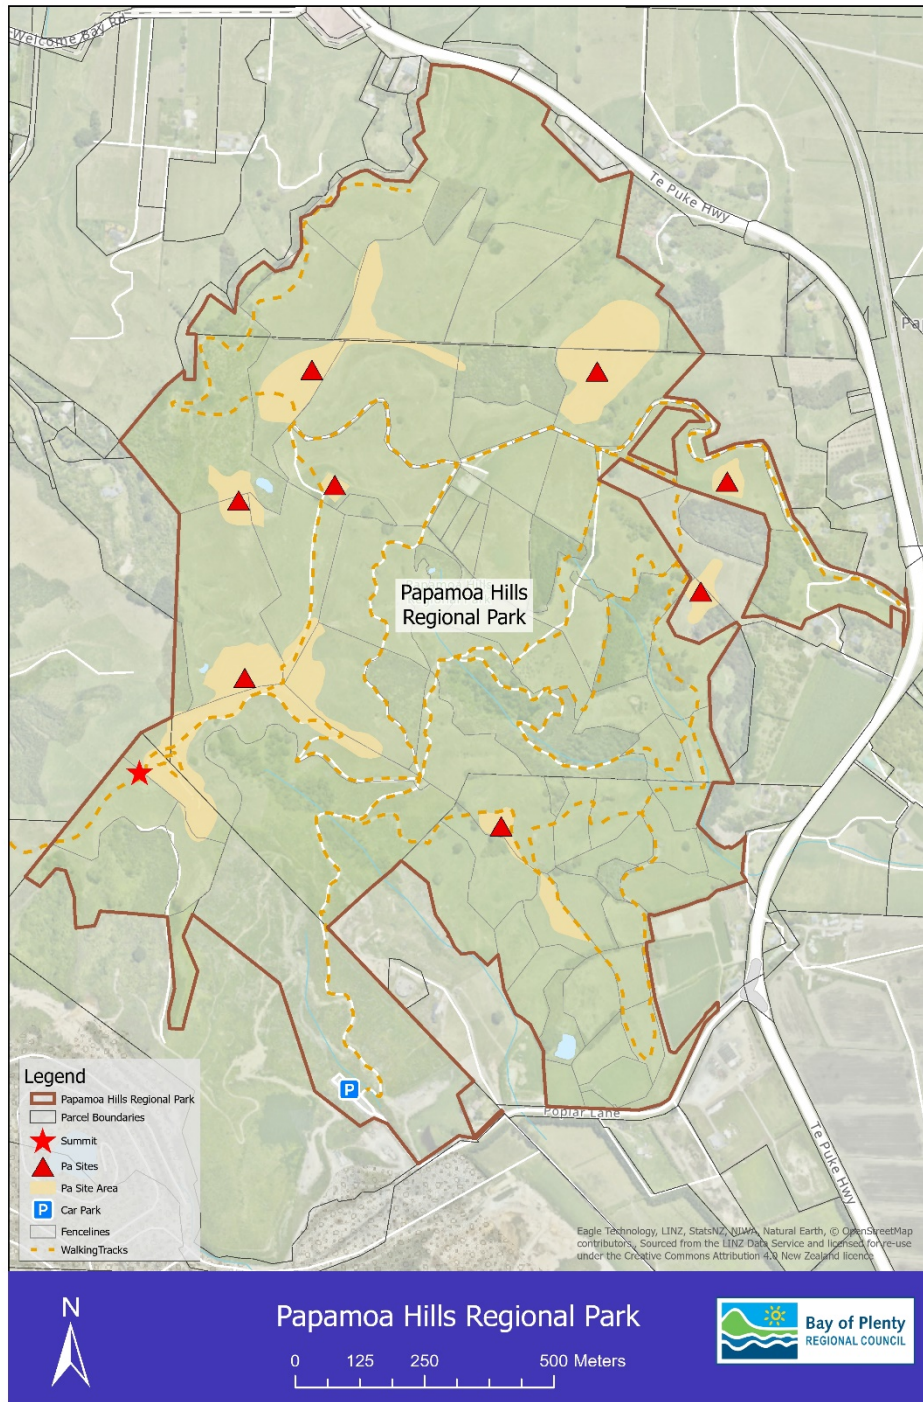 Welcome Bay Rd
Te Puke Hwy
Pa
Papamoa Hills
Regional Park
Poplar Lane
Te Puke Hwy
Legend
Papamoa Hills Regional Park
Parcel Boundaries
Summit
Pa Sites
Pa Site Area
P
Car Park
Fencelines
WalkingTracks
P
Eagle Technology, LINZ, StatsNZ, NIWA, Natural Earth, © OpenStreetMap
contributors., Sourced from the LINZ Data Service and licensed for re-use
under the Creative Commons Attribution 4.0 New Zealand licence
N
Papamoa Hills Regional Park
0 125 250 500 Meters
Bay of Plenty
REGIONAL COUNCIL